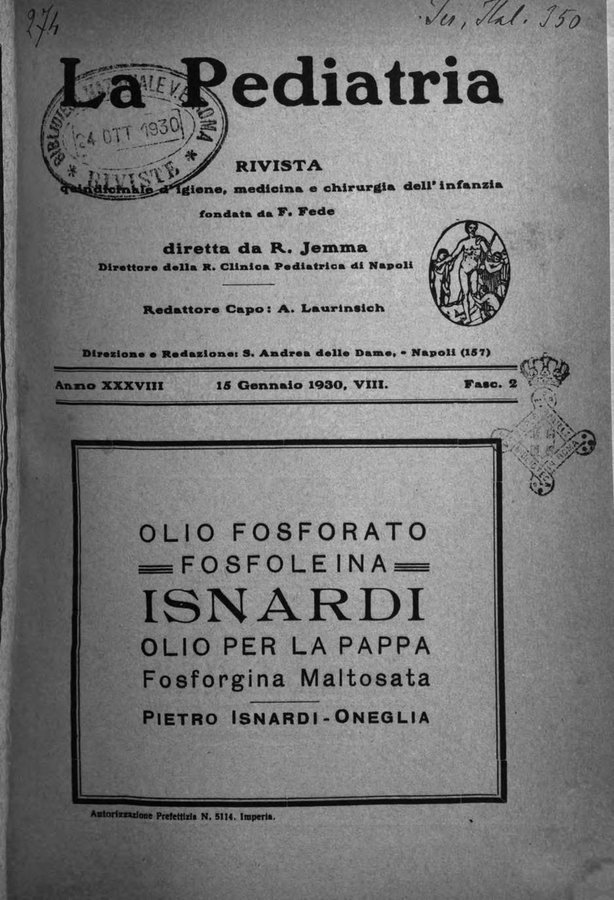 274
Ser. Ital. 350
La Pediatria
24 OTT 1930
RIVISTE
RIVISTA
quindicinale d'igiene, medicina e chirurgia dell'infanzia
fondata da F. Fede
diretta da R. Jemma
Direttore della R. Clinica Pediatrica di Napoli
Redattore Capo: A. Laurinsich
Direzione e Redazione: S. Andrea delle Dame, - Napoli (157)
Anno XXXVIII 15 Gennaio 1930, VIII. Fasc. 2
OLIO FOSFORATO
FOSFOLEINA
ISNARDI
OLIO PER LA PAPPA
Fosforgina Maltosata
PIETRO ISNARDI-ONEGLIA
Autorizzazione Prefettizia N. 5114. Imperia.